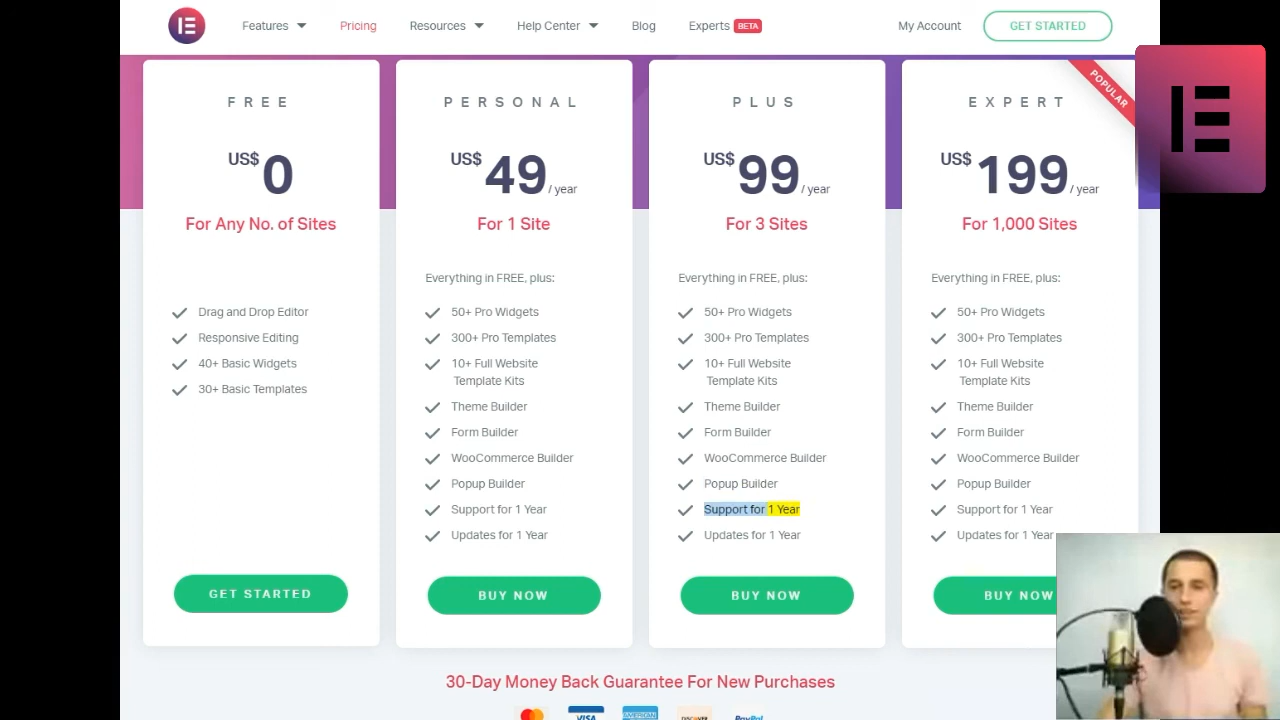 Features
Pricing
Resources
Help Center
Blog
Experts BETA
My Account
GET STARTED
FREE
US$ 0
For Any No. of Sites
Drag and Drop Editor
Responsive Editing
40+ Basic Widgets
30+ Basic Templates
GET STARTED
PERSONAL
US$ 49 / year
For 1 Site
Everything in FREE, plus:
50+ Pro Widgets
300+ Pro Templates
10+ Full Website
Template Kits
Theme Builder
Form Builder
WooCommerce Builder
Popup Builder
Support for 1 Year
Updates for 1 Year
BUY NOW
PLUS
US$ 99 / year
For 3 Sites
Everything in FREE, plus:
50+ Pro Widgets
300+ Pro Templates
10+ Full Website
Template Kits
Theme Builder
Form Builder
WooCommerce Builder
Popup Builder
Support for 1 Year
Updates for 1 Year
BUY NOW
POPULAR
EXPERT
US$ 199 / year
For 1,000 Sites
Everything in FREE, plus:
50+ Pro Widgets
300+ Pro Templates
10+ Full Website
Template Kits
Theme Builder
Form Builder
WooCommerce Builder
Popup Builder
Support for 1 Year
Updates for 1 Year
BUY NOW
30-Day Money Back Guarantee For New Purchases
VISA
AMERICAN
DISCOVER
PayPal